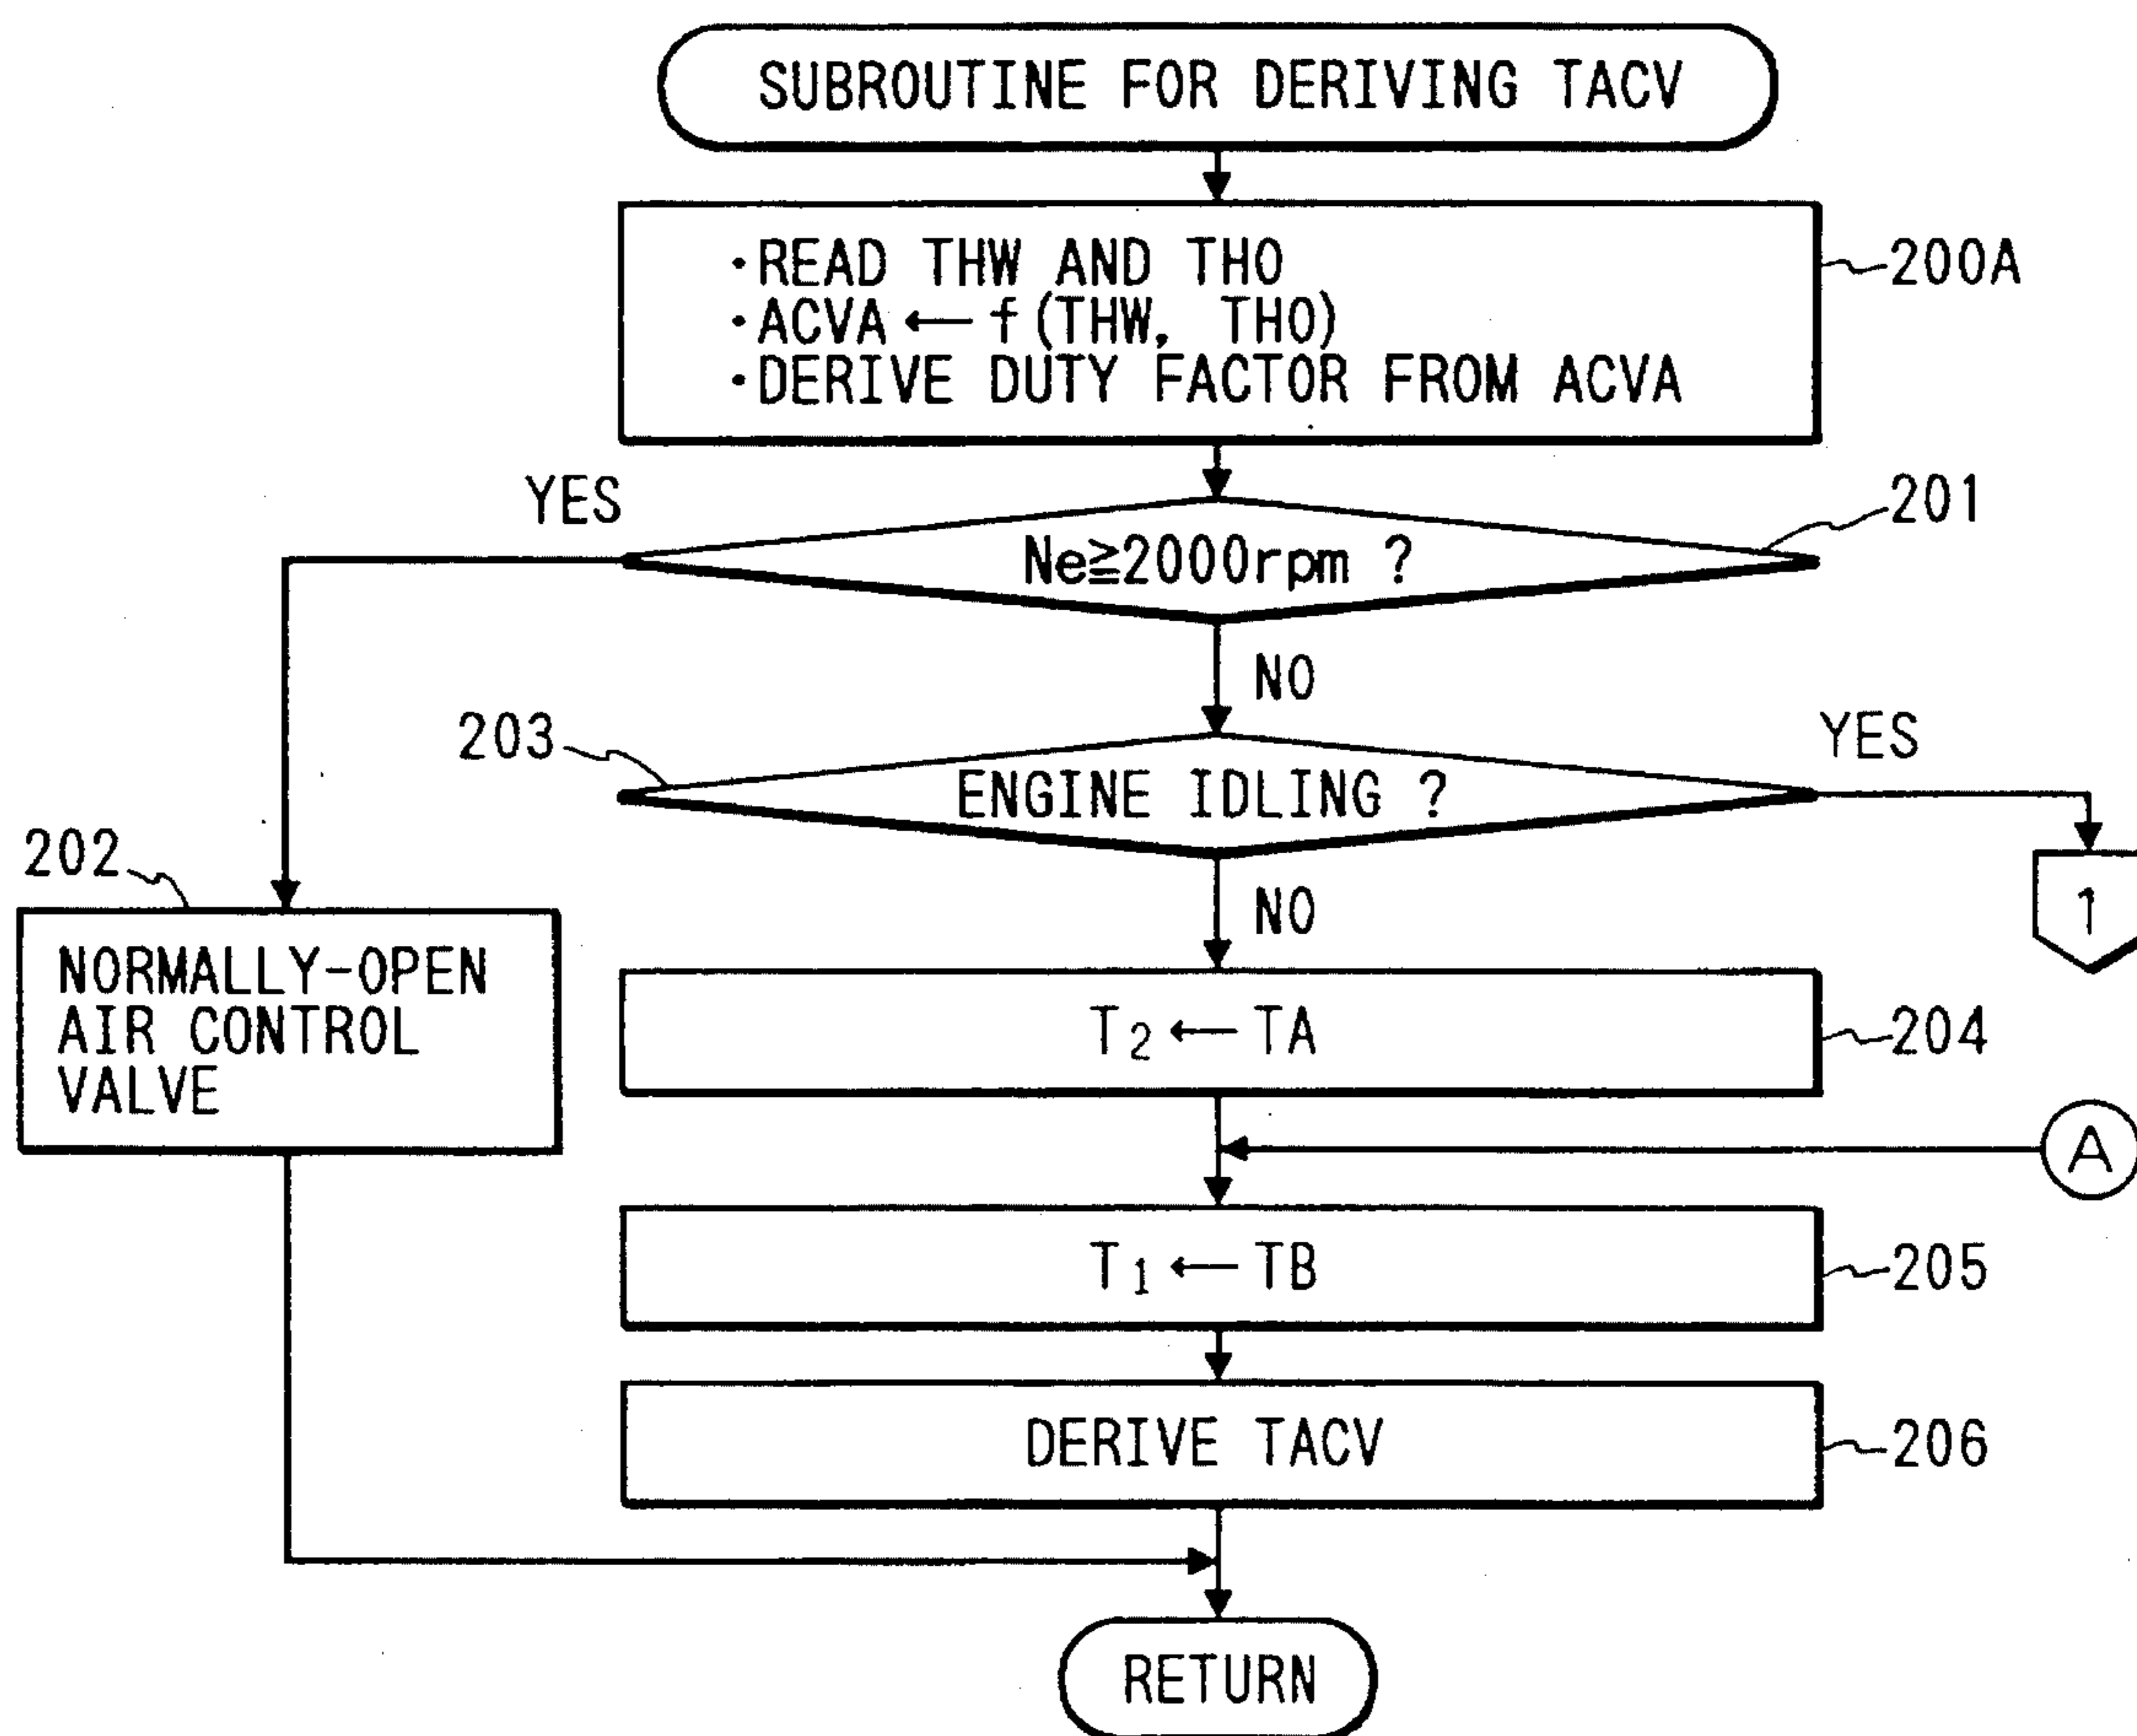 SUBROUTINE FOR DERIVING TACV
·READ THW AND THO
·ACVA ← f(THW, THO)
·DERIVE DUTY FACTOR FROM ACVA
200A
YES
201
Ne≧2000rpm ?
NO
203
YES
ENGINE IDLING ?
202
NO
1
NORMALLY-OPEN
AIR CONTROL
VALVE
T₂ ← TA
204
A
T₁ ← TB
205
DERIVE TACV
206
RETURN